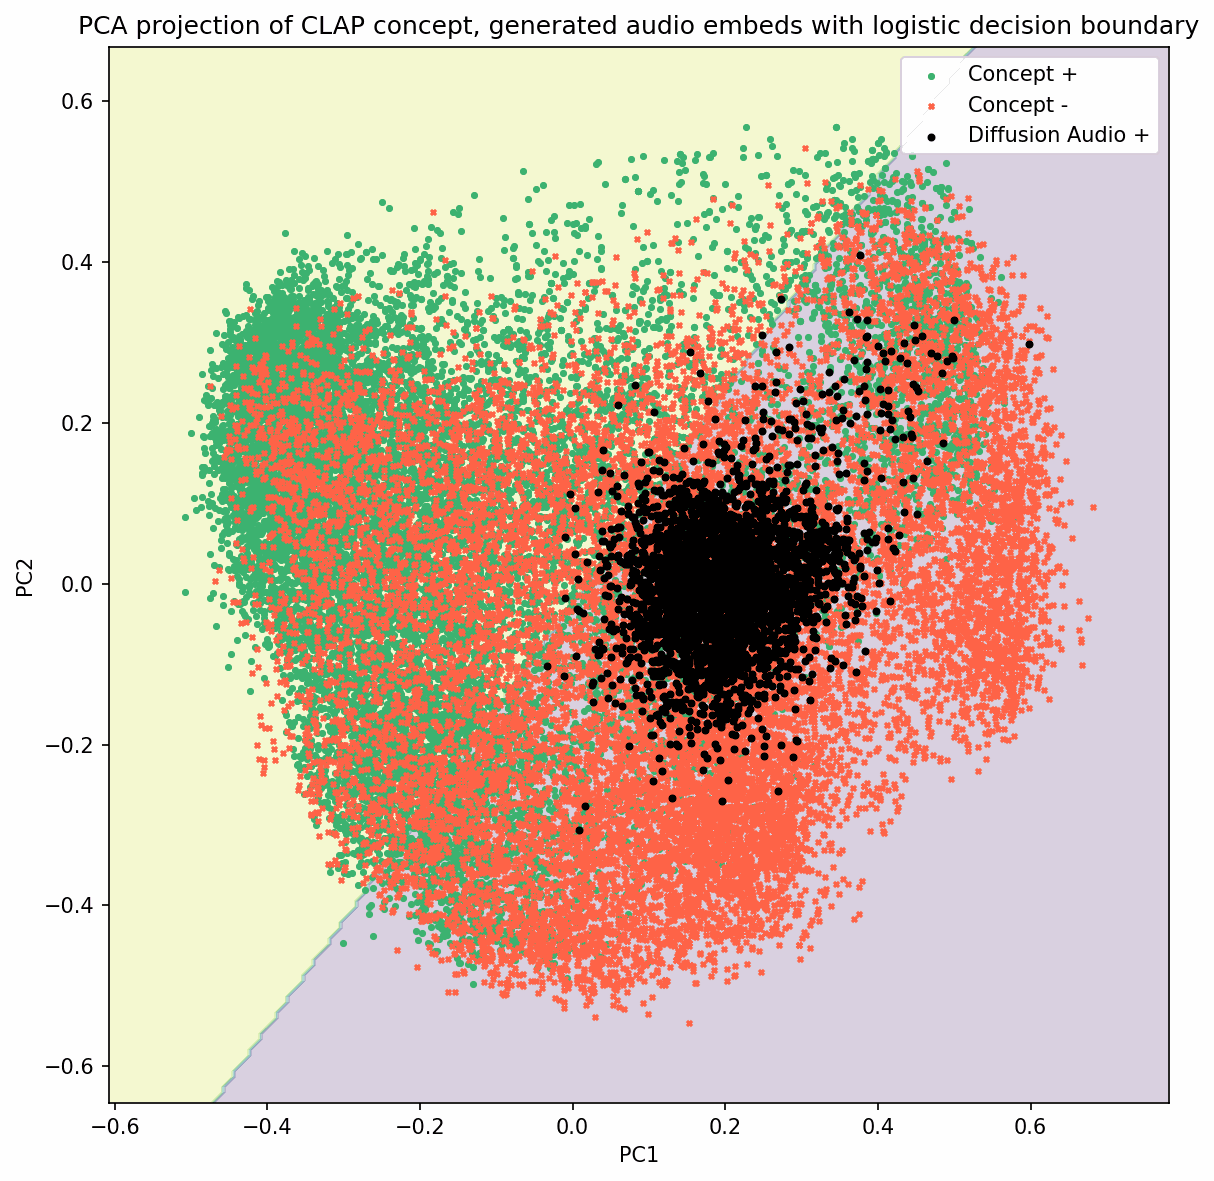 PCA projection of CLAP concept, generated audio embeds with logistic decision boundary
Concept +
Concept -
Diffusion Audio +
0.6
0.4
0.2
0.0
−0.2
−0.4
−0.6
PC2
−0.6 −0.4 −0.2 0.0 0.2 0.4 0.6
PC1